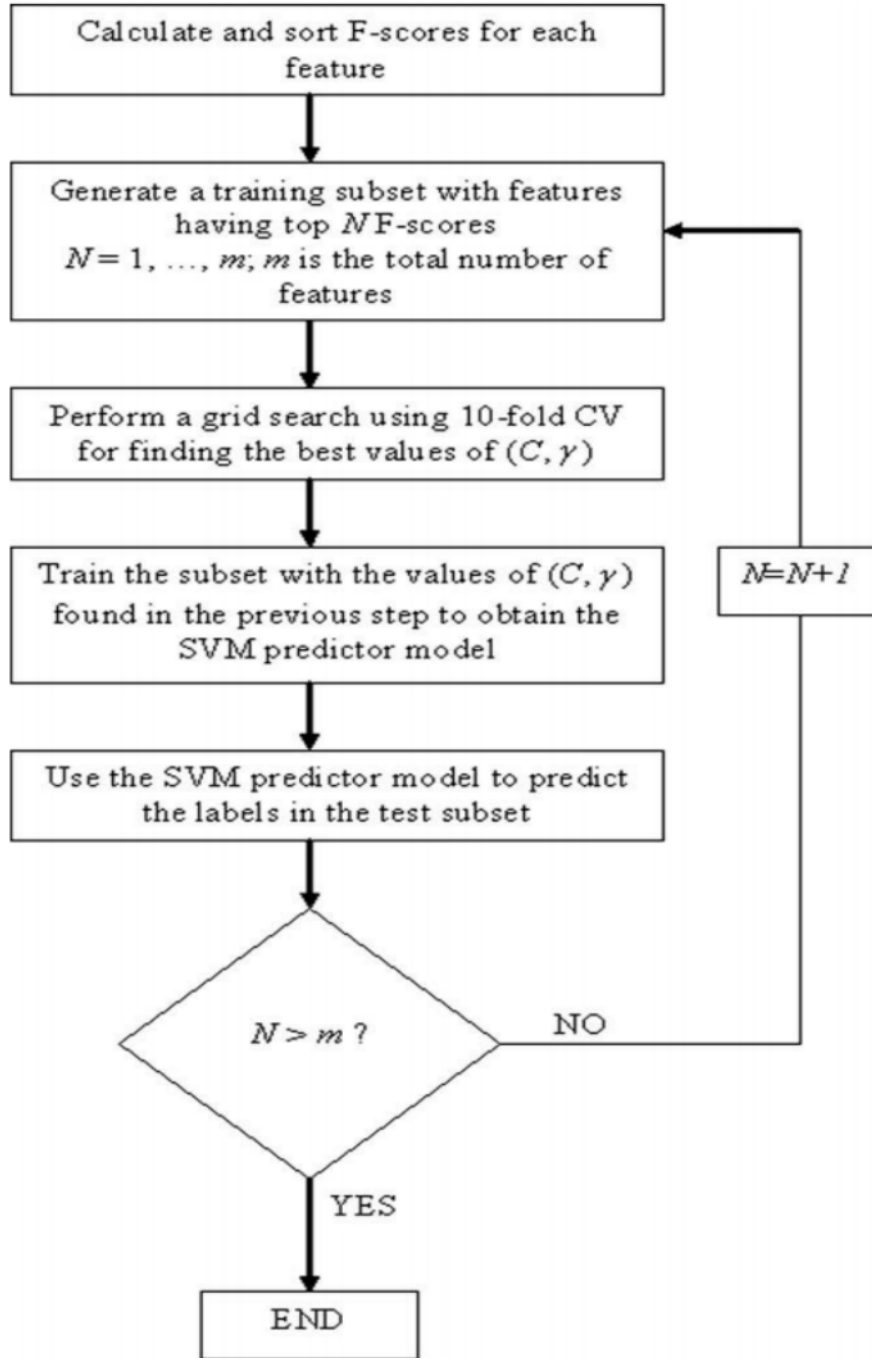 Calculate and sort F-scores for each
feature
Generate a training subset with features
having top N F-scores
N = 1, ..., m; m is the total number of
features
Perform a grid search using 10-fold CV
for finding the best values of (C, γ)
Train the subset with the values of (C, γ)
found in the previous step to obtain the
SVM predictor model
N=N+1
Use the SVM predictor model to predict
the labels in the test subset
N > m ?
NO
YES
END